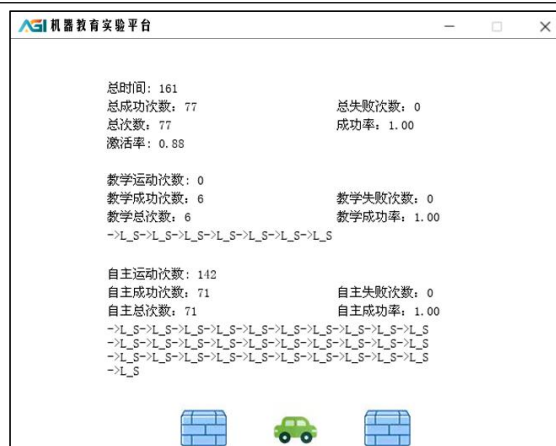 AGI 机器教育实验平台
总时间: 161
总成功次数: 77 总失败次数: 0
总次数: 77 成功率: 1.00
激活率: 0.88
教学运动次数: 0
教学成功次数: 6 教学失败次数: 0
教学总次数: 6 教学成功率: 1.00
->L_S->L_S->L_S->L_S->L_S->L_S->L_S
自主运动次数: 142
自主成功次数: 71 自主失败次数: 0
自主总次数: 71 自主成功率: 1.00
->L_S->L_S->L_S->L_S->L_S->L_S->L_S->L_S->L_S->L_S
->L_S->L_S->L_S->L_S->L_S->L_S->L_S->L_S->L_S->L_S
->L_S->L_S->L_S->L_S->L_S->L_S->L_S->L_S->L_S->L_S
->L_S